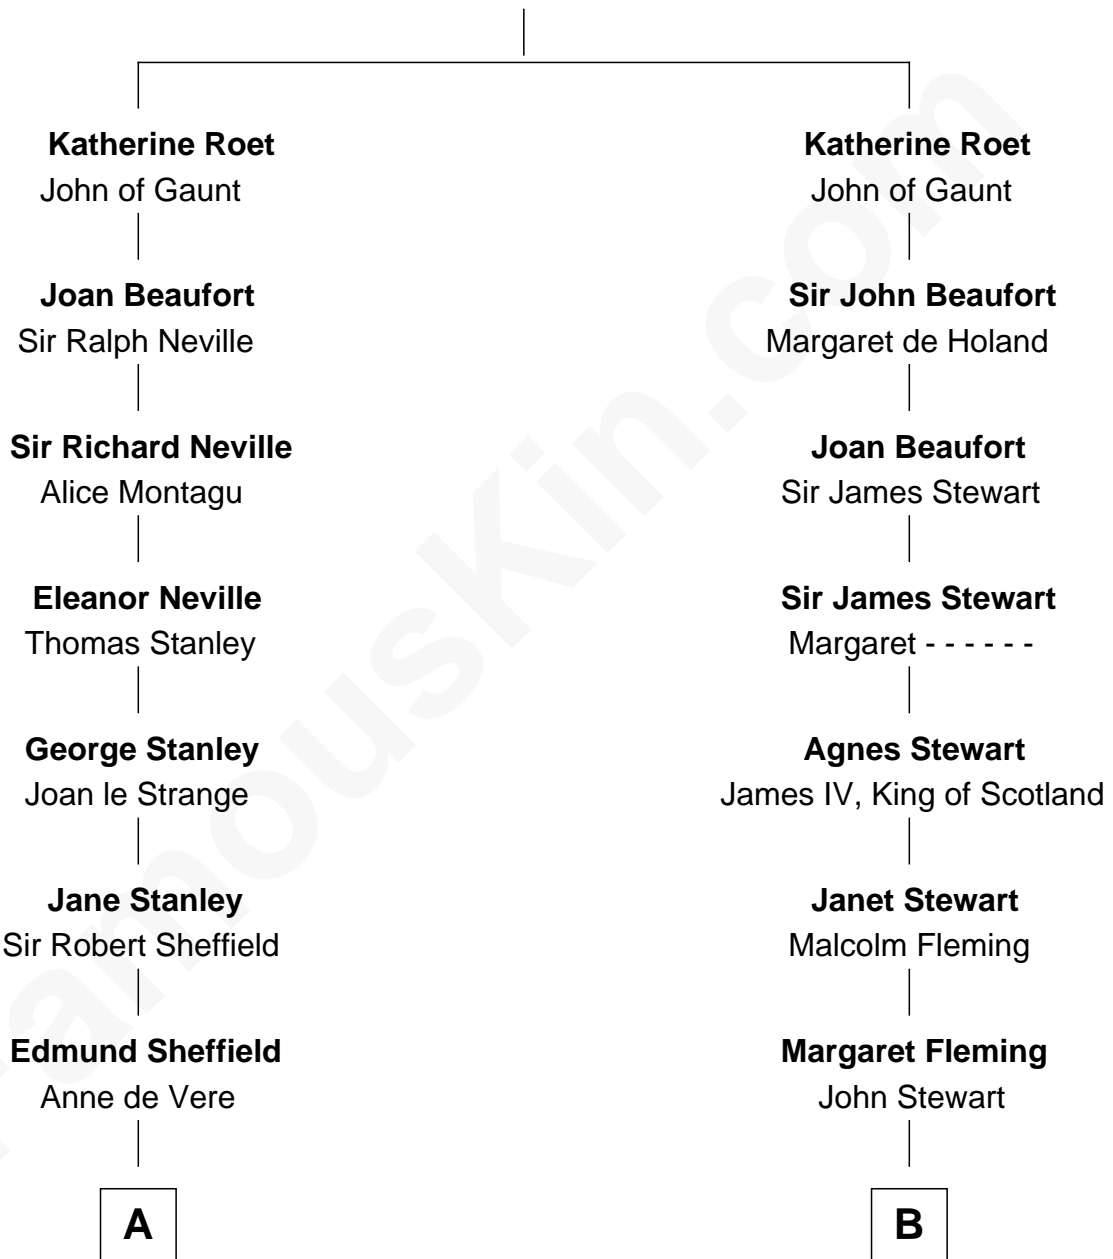 Katherine Roet
John of Gaunt
Joan Beaufort
Sir Ralph Neville
Sir Richard Neville
Alice Montagu
Eleanor Neville
Thomas Stanley
George Stanley
Joan le Strange
Jane Stanley
Sir Robert Sheffield
Edmund Sheffield
Anne de Vere
A
Katherine Roet
John of Gaunt
Sir John Beaufort
Margaret de Holand
Joan Beaufort
Sir James Stewart
Sir James Stewart
Margaret - - - - - -
Agnes Stewart
James IV, King of Scotland
Janet Stewart
Malcolm Fleming
Margaret Fleming
John Stewart
B
FamousKin.com